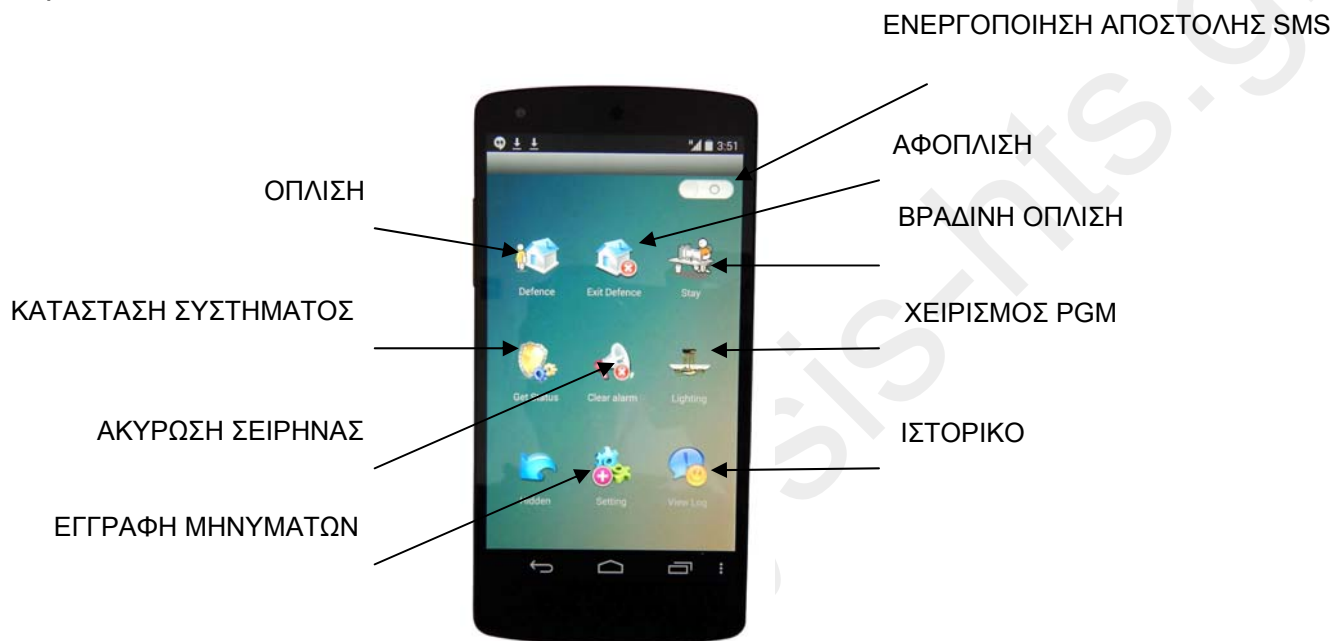 ΕΝΕΡΓΟΠΟΙΗΣΗ ΑΠΟΣΤΟΛΗΣ SMS
ΑΦΟΠΛΙΣΗ
ΟΠΛΙΣΗ
ΒΡΑΔΙΝΗ ΟΠΛΙΣΗ
ΚΑΤΑΣΤΑΣΗ ΣΥΣΤΗΜΑΤΟΣ
ΧΕΙΡΙΣΜΟΣ PGM
ΑΚΥΡΩΣΗ ΣΕΙΡΗΝΑΣ
ΙΣΤΟΡΙΚΟ
ΕΓΓΡΑΦΗ ΜΗΝΥΜΑΤΩΝ
3:51
Defence Exit Defence Stay
Get Status Clear alarm Lighting
Hidden Setting View Log